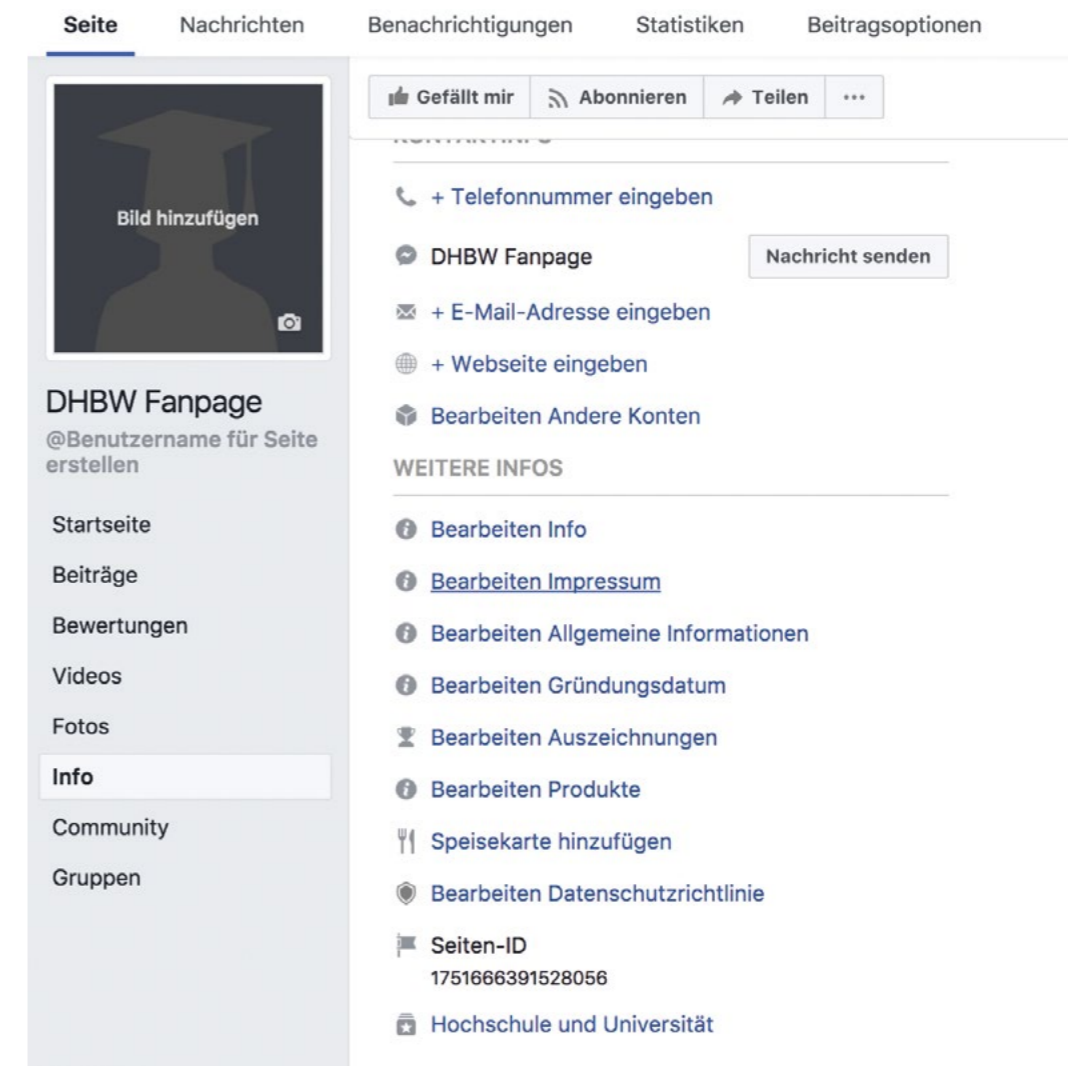 Seite Nachrichten Benachrichtigungen Statistiken Beitragsoptionen
Bild hinzufügen
DHBW Fanpage
@Benutzername für Seite
erstellen
Startseite
Beiträge
Bewertungen
Videos
Fotos
Info
Community
Gruppen
Gefällt mir Abonnieren Teilen ...
+ Telefonnummer eingeben
DHBW Fanpage Nachricht senden
+ E-Mail-Adresse eingeben
+ Webseite eingeben
Bearbeiten Andere Konten
WEITERE INFOS
Bearbeiten Info
Bearbeiten Impressum
Bearbeiten Allgemeine Informationen
Bearbeiten Gründungsdatum
Bearbeiten Auszeichnungen
Bearbeiten Produkte
Speisekarte hinzufügen
Bearbeiten Datenschutzrichtlinie
Seiten-ID
1751666391528056
Hochschule und Universität